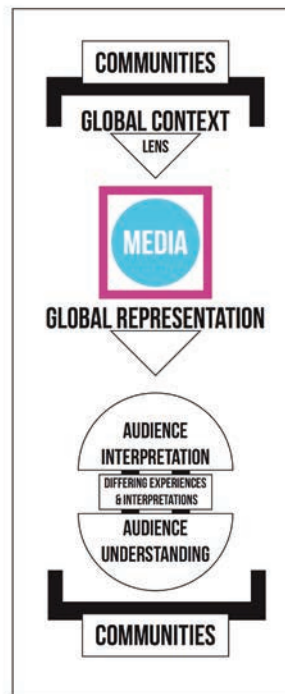 COMMUNITIES
GLOBAL CONTEXT
LENS
MEDIA
GLOBAL REPRESENTATION
AUDIENCE
INTERPRETATION
DIFFERING EXPERIENCES
& INTERPRETATIONS
AUDIENCE
UNDERSTANDING
COMMUNITIES